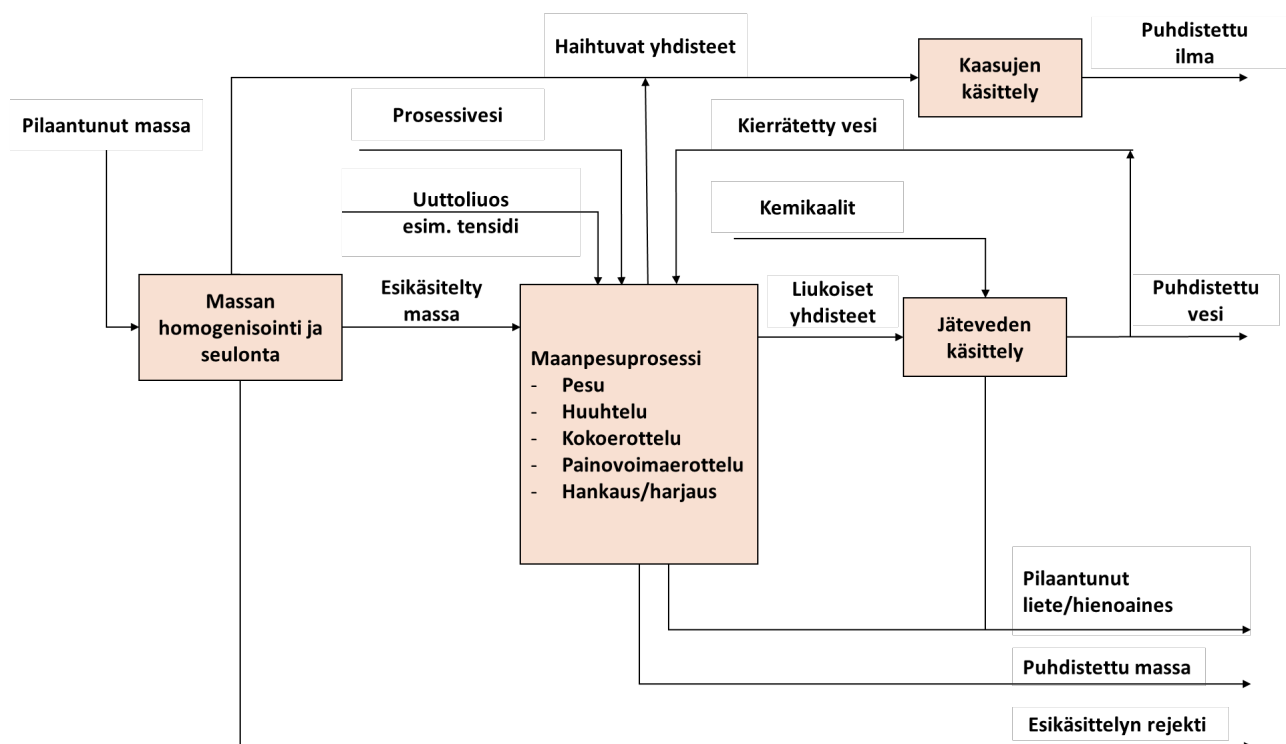 Haihtuvat yhdisteet
Puhdistettu
ilma
Kaasujen
käsittely
Pilaantunut massa
Prosessivesi
Kierrätetty vesi
Uuttoliuos
esim. tensidi
Kemikaalit
Massan
homogenisointi ja
seulonta
Esikäsitelty
massa
Liukoiset
yhdisteet
Jäteveden
käsittely
Puhdistettu
vesi
Maanpesuprosessi
- Pesu
- Huuhtelu
- Kokoerottelu
- Painovoimaerottelu
- Hankaus/harjaus
Pilaantunut
liete/hienoaines
Puhdistettu massa
Esikäsittelyn rejekti